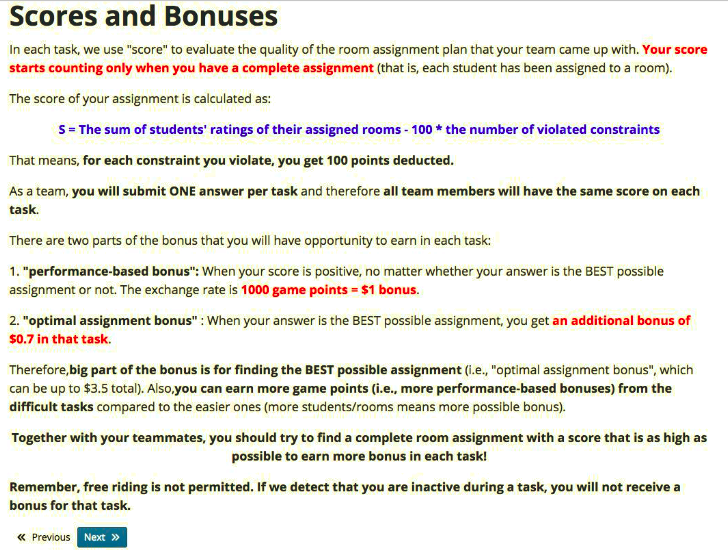 Scores and Bonuses
In each task, we use "score" to evaluate the quality of the room assignment plan that your team came up with. Your score
starts counting only when you have a complete assignment (that is, each student has been assigned to a room).
The score of your assignment is calculated as:
S = The sum of students' ratings of their assigned rooms - 100 * the number of violated constraints
That means, for each constraint you violate, you get 100 points deducted.
As a team, you will submit ONE answer per task and therefore all team members will have the same score on each
task.
There are two parts of the bonus that you will have opportunity to earn in each task:
1. "performance-based bonus": When your score is positive, no matter whether your answer is the BEST possible
assignment or not. The exchange rate is 1000 game points = $1 bonus.
2. "optimal assignment bonus" : When your answer is the BEST possible assignment, you get an additional bonus of
$0.7 in that task.
Therefore,big part of the bonus is for finding the BEST possible assignment (i.e., "optimal assignment bonus", which
can be up to $3.5 total). Also,you can earn more game points (i.e., more performance-based bonuses) from the
difficult tasks compared to the easier ones (more students/rooms means more possible bonus).
Together with your teammates, you should try to find a complete room assignment with a score that is as high as
possible to earn more bonus in each task!
Remember, free riding is not permitted. If we detect that you are inactive during a task, you will not receive a
bonus for that task.
« Previous Next »